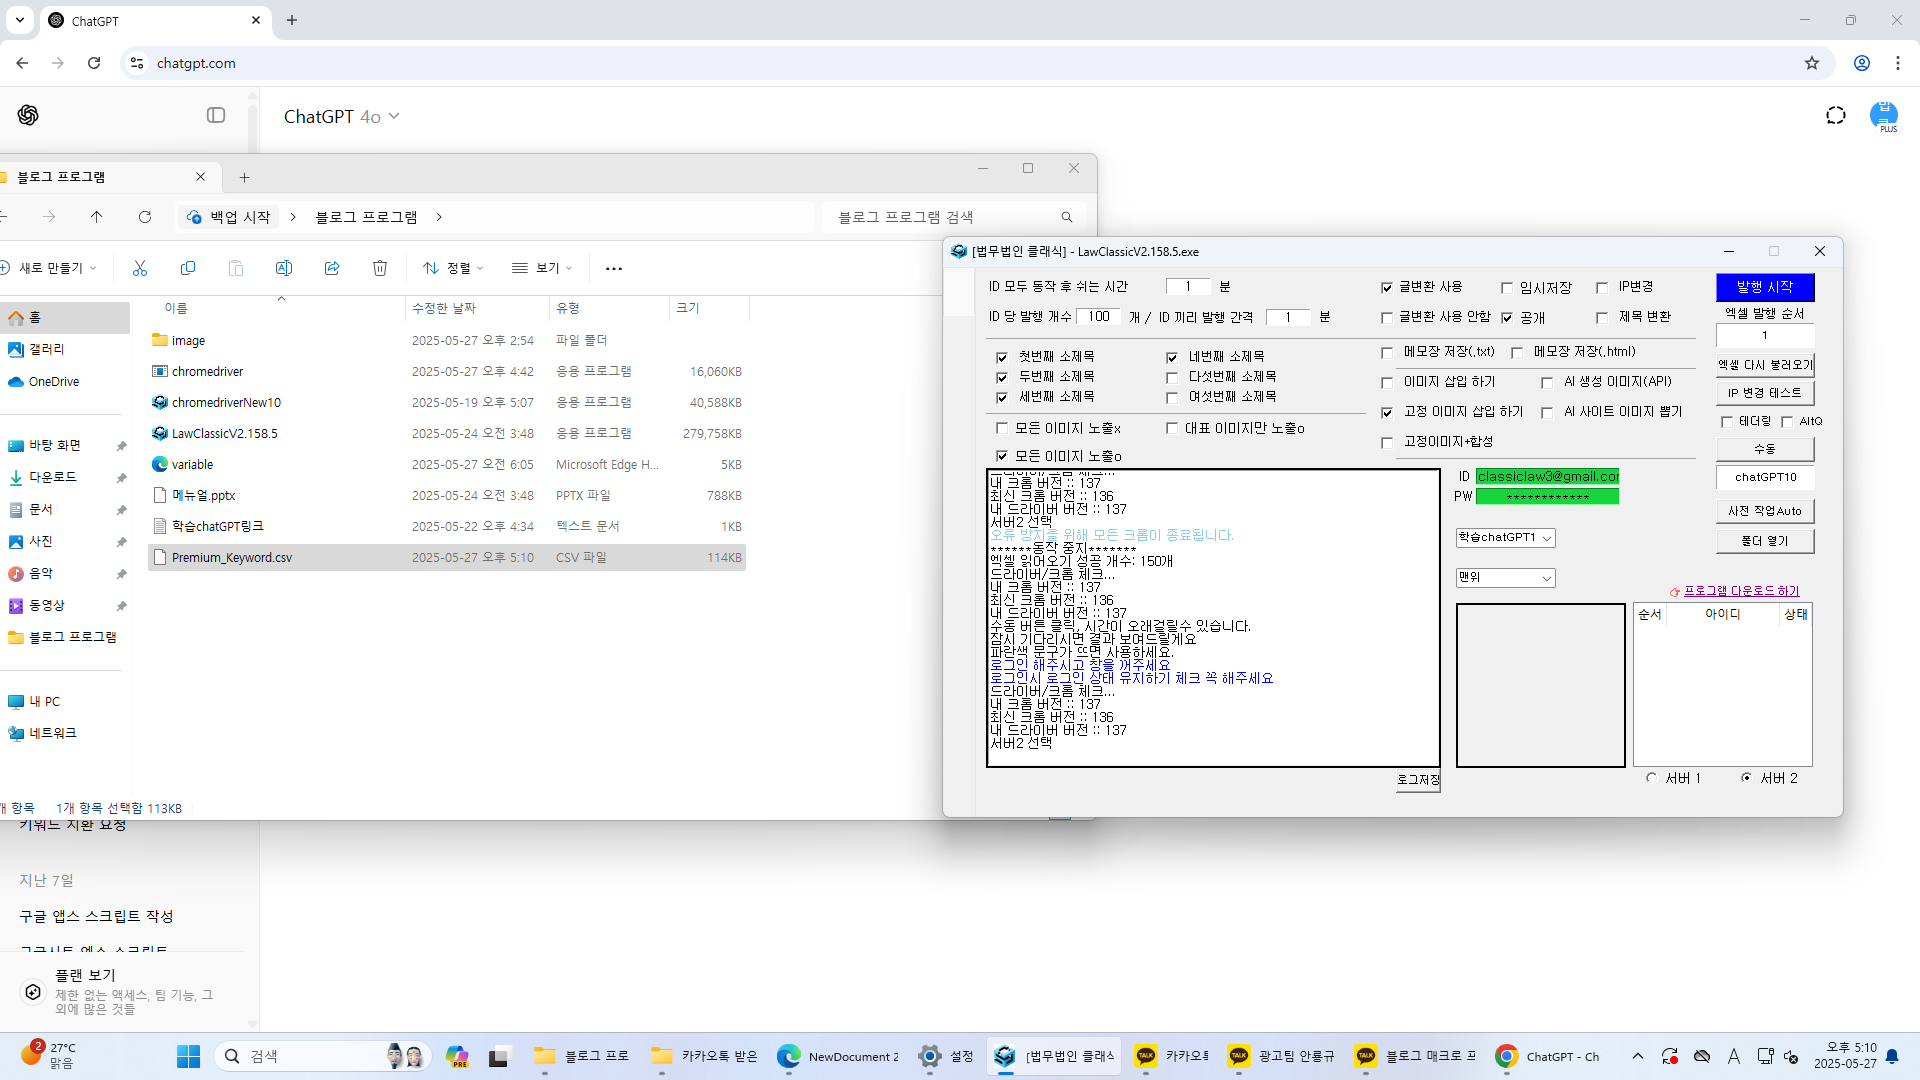 ChatGPT
chatgpt.com
ChatGPT 4o
PLUS
블로그 프로그램
백업 시작
블로그 프로그램
블로그 프로그램 검색
새로 만들기
정렬
보기
이름
수정한 날짜
유형
크기
홈
갤러리
OneDrive
바탕 화면
다운로드
문서
사진
음악
동영상
블로그 프로그램
내 PC
네트워크
image 2025-05-27 오후 2:54 파일 폴더
chromedriver 2025-05-27 오후 4:42 응용 프로그램 16,060KB
chromedriverNew10 2025-05-19 오후 5:07 응용 프로그램 40,588KB
LawClassicV2.158.5 2025-05-24 오전 3:48 응용 프로그램 279,758KB
variable 2025-05-27 오전 6:05 Microsoft Edge H... 5KB
메뉴얼.pptx 2025-05-24 오전 3:48 PPTX 파일 788KB
학습chatGPT링크 2025-05-22 오후 4:34 텍스트 문서 1KB
Premium_Keyword.csv 2025-05-27 오후 5:10 CSV 파일 114KB
개 항목 1개 항목 선택함 113KB
[법무법인 클래식] - LawClassicV2.158.5.exe
ID 모두 동작 후 쉬는 시간 1 분
ID 당 발행 개수 100 개 / ID 끼리 발행 간격 1 분
글변환 사용
임시저장
IP변경
글변환 사용 안함
공개
제목 변환
첫번째 소제목
네번째 소제목
두번째 소제목
다섯번째 소제목
세번째 소제목
여섯번째 소제목
모든 이미지 노출x
대표 이미지만 노출o
모든 이미지 노출o
메모장 저장(.txt)
메모장 저장(.html)
이미지 삽입 하기
AI 생성 이미지(API)
고정 이미지 삽입 하기
AI 사이트 이미지 뽑기
고정이미지+합성
발행 시작
엑셀 발행 순서
1
엑셀 다시 불러오기
IP 변경 테스트
테더링
AltQ
수동
chatGPT10
사전 작업Auto
폴더 열기
드라이버/크롬 체크...
내 크롬 버전 :: 137
최신 크롬 버전 :: 136
내 드라이버 버전 :: 137
서버2 선택
오류 방지를 위해 모든 크롬이 종료됩니다.
******동작 중지*******
엑셀 읽어오기 성공 개수: 150개
드라이버/크롬 체크...
내 크롬 버전 :: 137
최신 크롬 버전 :: 136
내 드라이버 버전 :: 137
수동 버튼 클릭, 시간이 오래걸릴수 있습니다.
잠시 기다리시면 결과 보여드릴게요
파란색 문구가 뜨면 사용하세요.
로그인 해주시고 창을 꺼주세요
로그인시 로그인 상태 유지하기 체크 꼭 해주세요
드라이버/크롬 체크...
내 크롬 버전 :: 137
최신 크롬 버전 :: 136
내 드라이버 버전 :: 137
서버2 선택
로그저장
ID classiclaw3@gmail.com
PW ************
학습chatGPT1
맨위
프로그램 다운로드 하기
순서 아이디 상태
서버 1
서버 2
키워드 치환 요청
지난 7일
구글 앱스 스크립트 작성
플랜 보기
제한 없는 액세스, 팀 기능, 그
외에 많은 것들
2
27°C
맑음
검색
PRE
블로그 프로
카카오톡 받은
NewDocument 2
설정
[법무법인 클래식
TALK
카카오톡
TALK
광고팀 안룡규
TALK
블로그 매크로 프
ChatGPT - Ch
A
오후 5:10
2025-05-27